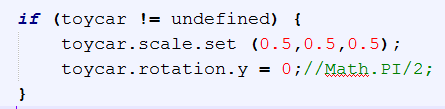 if (toycar != undefined) {
    toycar.scale.set (0.5,0.5,0.5);
    toycar.rotation.y = 0;//Math.PI/2;
}